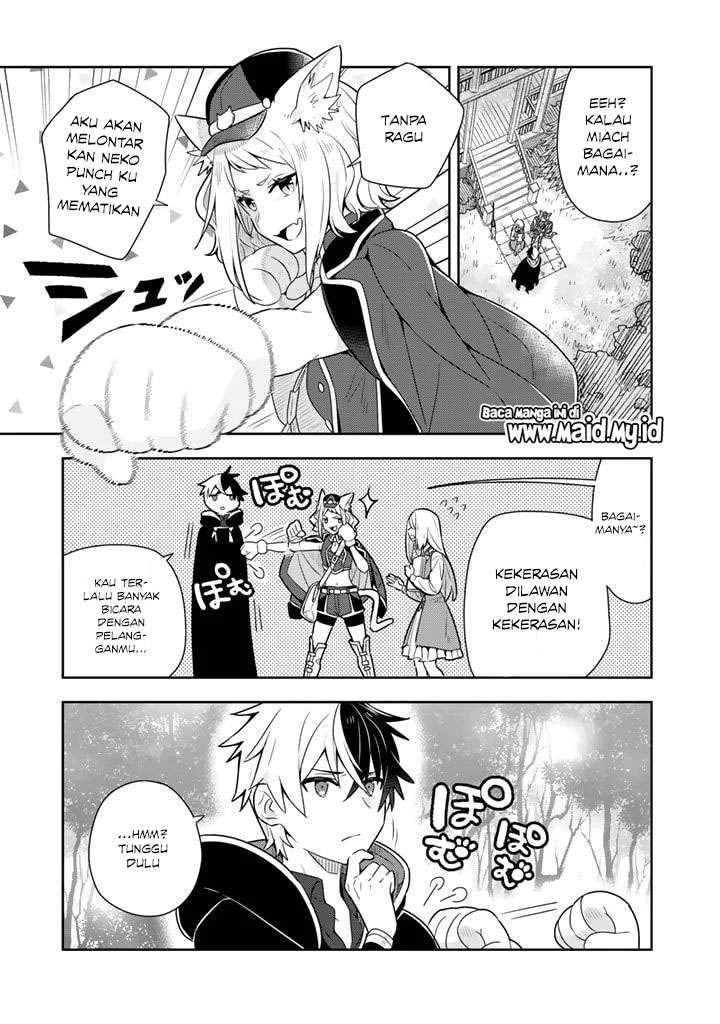 EEH?
KALAU
MIACH
BAGAI-
MANA..?
TANPA
RAGU
AKU AKAN
MELONTAR
KAN NEKO
PUNCH KU
YANG
MEMATIKAN
シュッ
Baca manga ini di
www.Maid.My.id
BAGAI-
MANYA~?
KEKERASAN
DILAWAN
DENGAN
KEKERASAN!
ぽむ
ぽむ
KAU TER-
LALU BANYAK
BICARA
DENGAN
PELANG-
GANMU...
ぽむ
ぽむ
...HMM?
TUNGGU
DULU